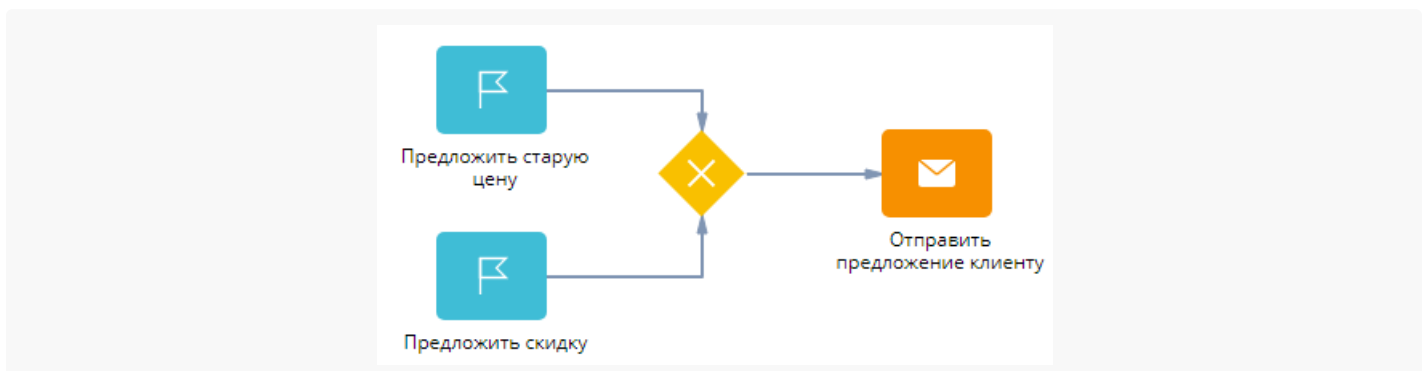 Предложить старую
цену
Отправить
предложение клиенту
Предложить скидку